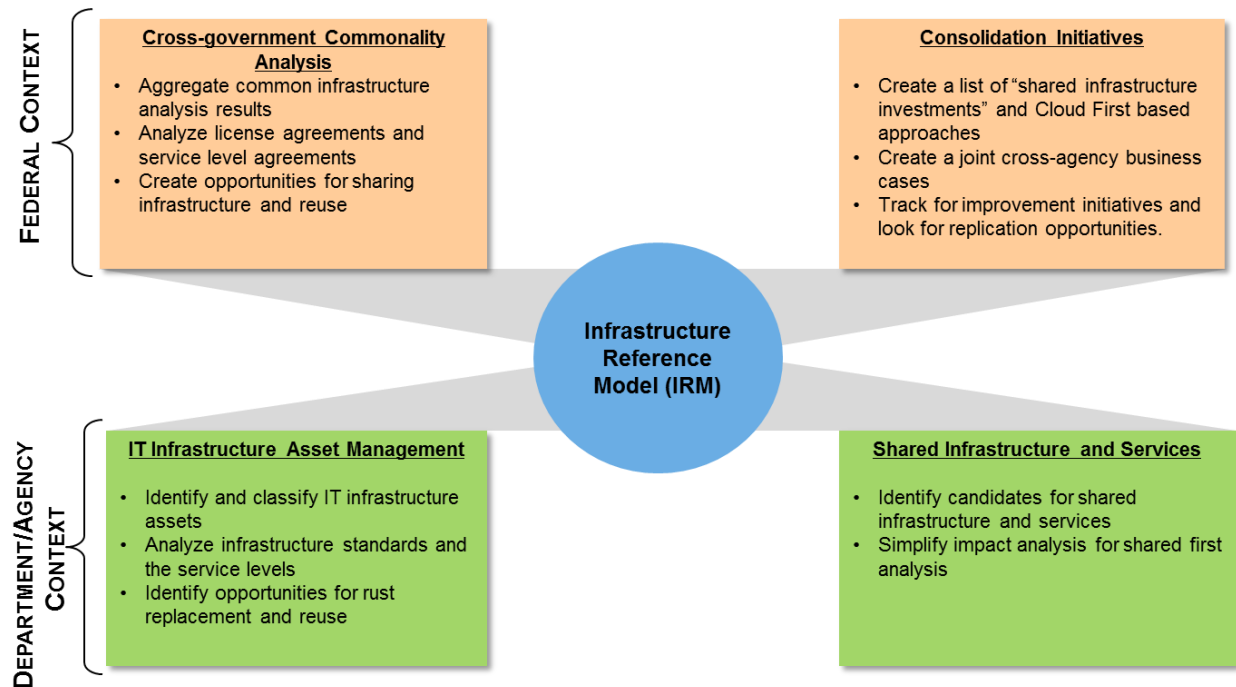 FEDERAL CONTEXT
Cross-government Commonality
Analysis
• Aggregate common infrastructure
analysis results
• Analyze license agreements and
service level agreements
• Create opportunities for sharing
infrastructure and reuse
Consolidation Initiatives
• Create a list of “shared infrastructure
investments” and Cloud First based
approaches
• Create a joint cross-agency business
cases
• Track for improvement initiatives and
look for replication opportunities.
Infrastructure
Reference
Model (IRM)
DEPARTMENT/AGENCY
CONTEXT
IT Infrastructure Asset Management
• Identify and classify IT infrastructure
assets
• Analyze infrastructure standards and
the service levels
• Identify opportunities for rust
replacement and reuse
Shared Infrastructure and Services
• Identify candidates for shared
infrastructure and services
• Simplify impact analysis for shared first
analysis